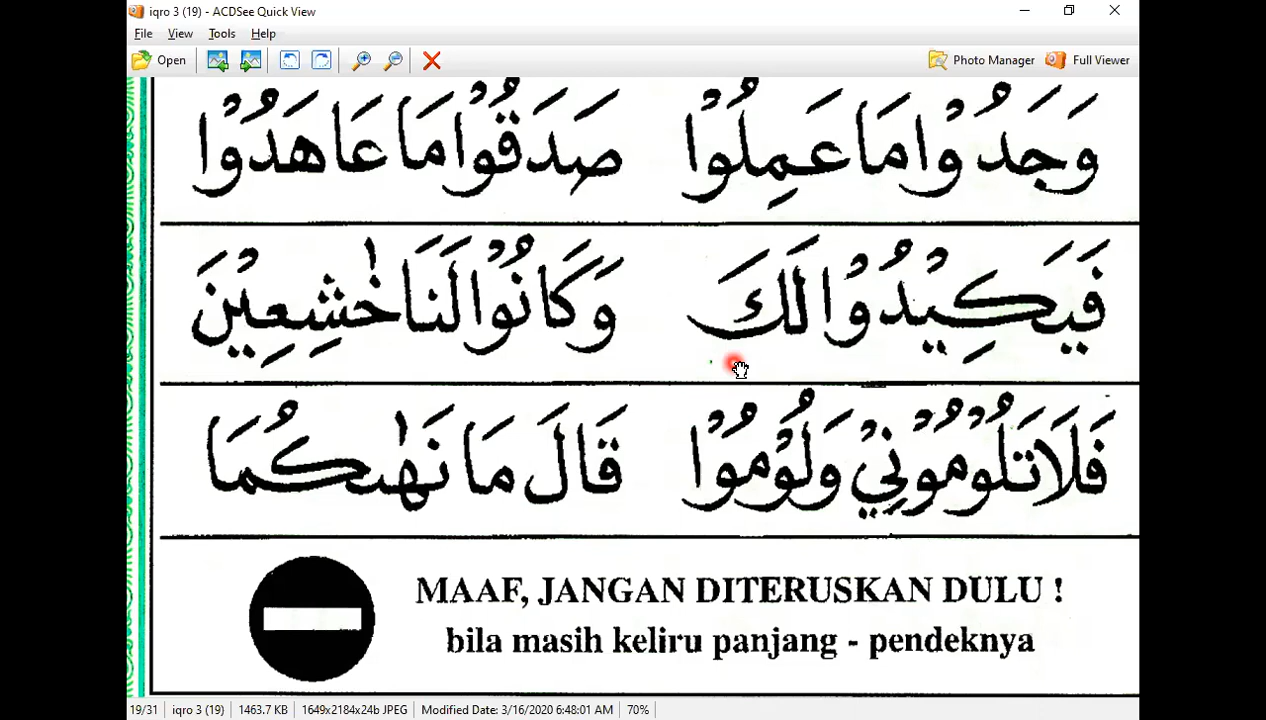 iqro 3 (19) - ACDSee Quick View
File View Tools Help
Open Photo Manager Full Viewer
وَجَدُوْا مَا عَمِلُوْا صَدَقُوْا مَا عَاهَدُوْا
فَيَكِيْدُوْا لَكَ وَكَانُوْا لَنَا خٰشِعِيْنَ
فَلَا تَلُوْمُوْنِيْ وَلُوْمُوْا قَالَ مَا نَهٰىكُمَا
MAAF, JANGAN DITERUSKAN DULU !
bila masih keliru panjang - pendeknya
19/31 iqro 3 (19) 1463.7 KB 1649x2184x24b JPEG Modified Date: 3/16/2020 6:48:01 AM 70%